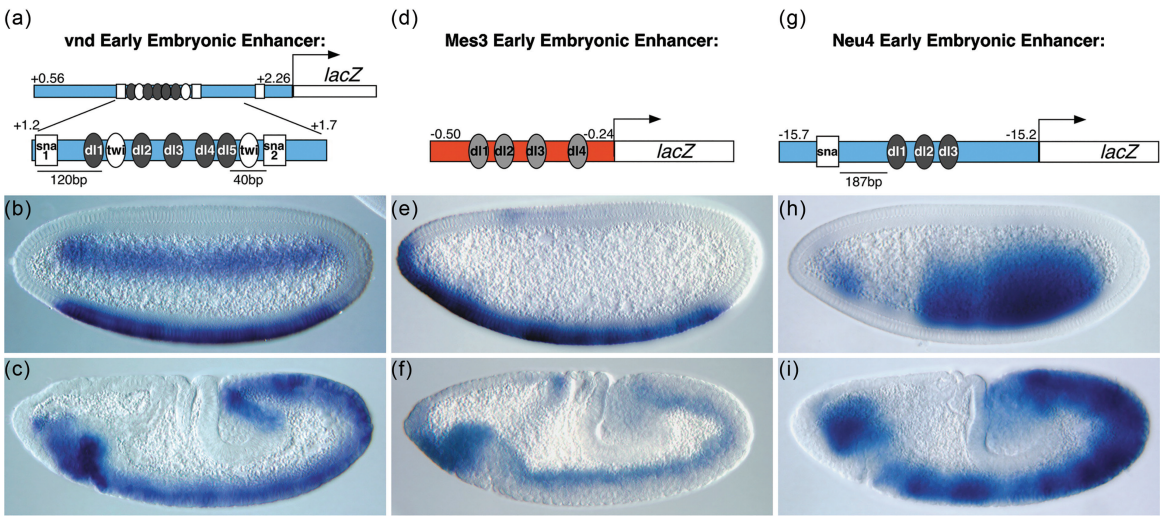 (a)
vnd Early Embryonic Enhancer:
+0.56
+2.26
lacZ
+1.2
+1.7
sna
1
dl1
twi
dl2
dl3
dl4
dl5
twi
sna
2
120bp
40bp
(b)
(c)
(d)
Mes3 Early Embryonic Enhancer:
-0.50
-0.24
dl1
dl2
dl3
dl4
lacZ
(e)
(f)
(g)
Neu4 Early Embryonic Enhancer:
-15.7
-15.2
sna
dl1
dl2
dl3
lacZ
187bp
(h)
(i)